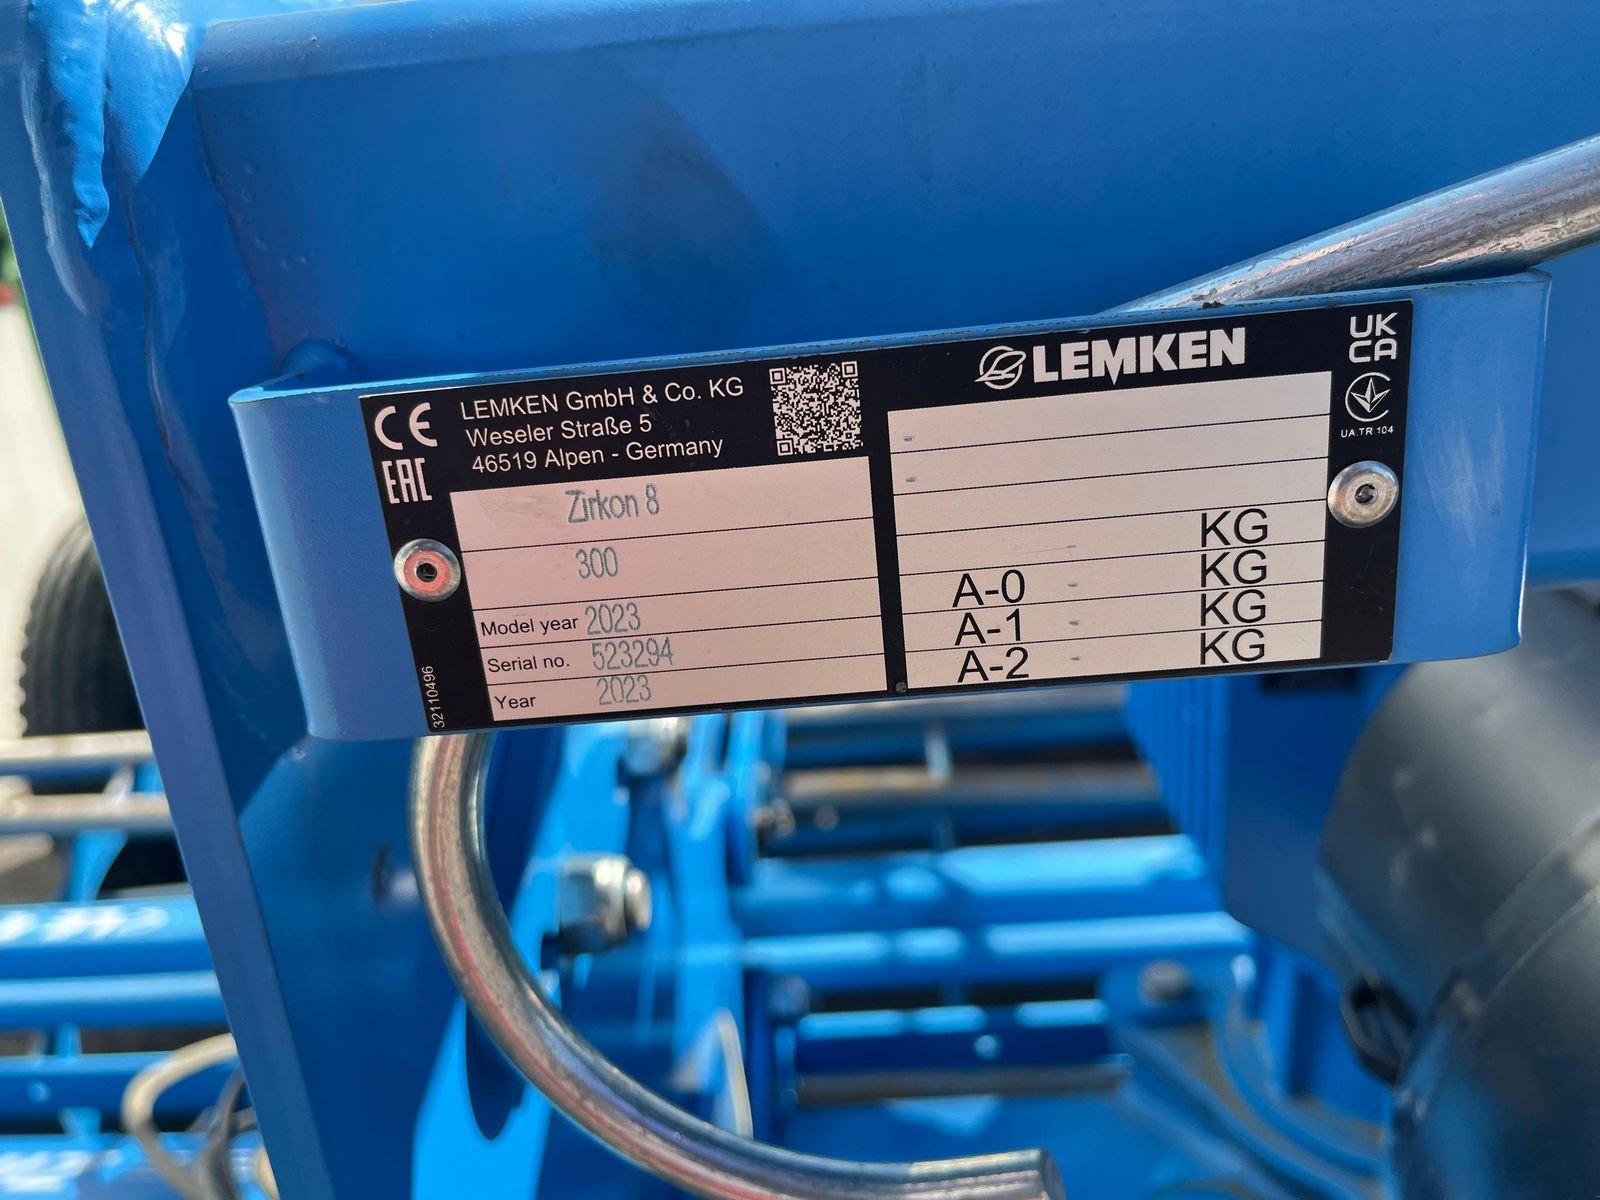 CE
EAC
LEMKEN GmbH & Co. KG
Weseler Straße 5
46519 Alpen - Germany
Zirkon 8
300
Model year 2023
Serial no. 523294
Year 2023
32110496
LEMKEN
-
-
KG
A-0 - KG
A-1 - KG
A-2 - KG
UK
CA
UA.TR 104